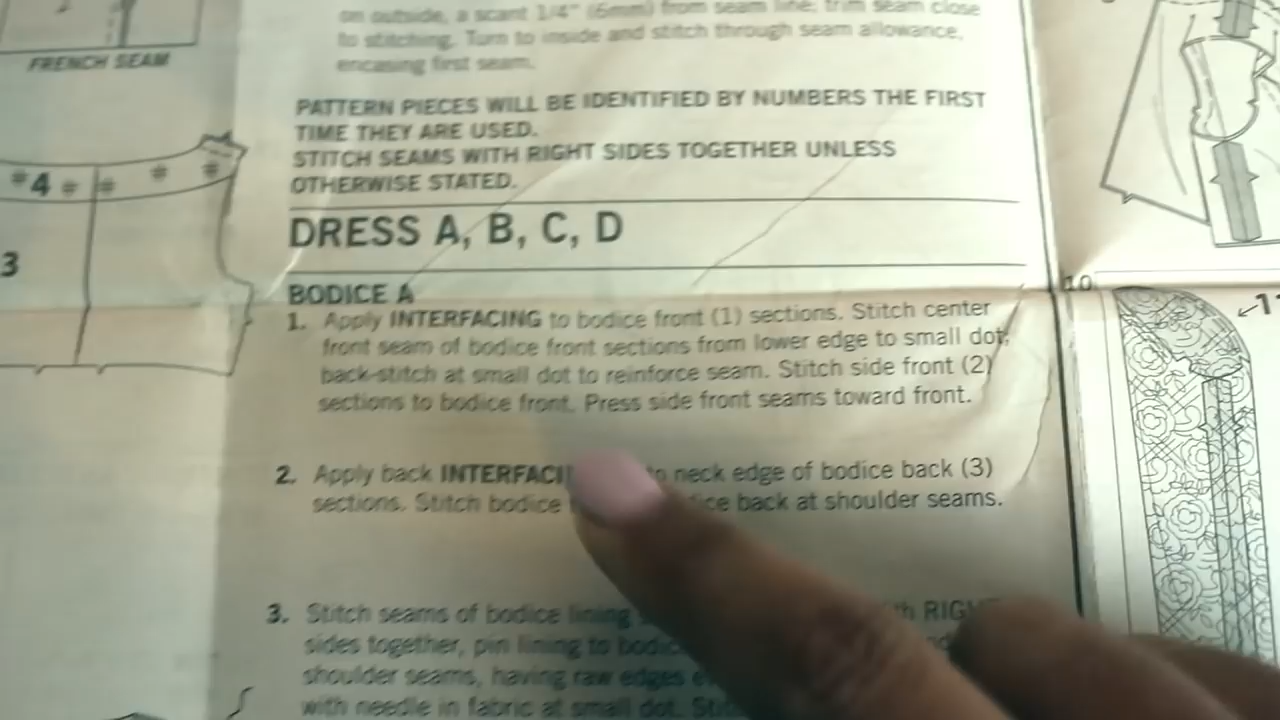 on outside, a scant 1/4" (6mm) from seam line; trim seam close
to stitching. Turn to inside and stitch through seam allowance,
encasing first seam.
FRENCH SEAM
PATTERN PIECES WILL BE IDENTIFIED BY NUMBERS THE FIRST
TIME THEY ARE USED.
STITCH SEAMS WITH RIGHT SIDES TOGETHER UNLESS
OTHERWISE STATED.
4
3
DRESS A, B, C, D
BODICE A
1. Apply INTERFACING to bodice front (1) sections. Stitch center
front seam of bodice front sections from lower edge to small dot;
back-stitch at small dot to reinforce seam. Stitch side front (2)
sections to bodice front. Press side front seams toward front.
2. Apply back neck edge of bodice back (3)
sections. Stitch bodice back at shoulder seams.
3. Stitch seams of bodice lining
sides together, pin lining to
shoulder seams, having raw edges
with needle in fabric at small dot.
10